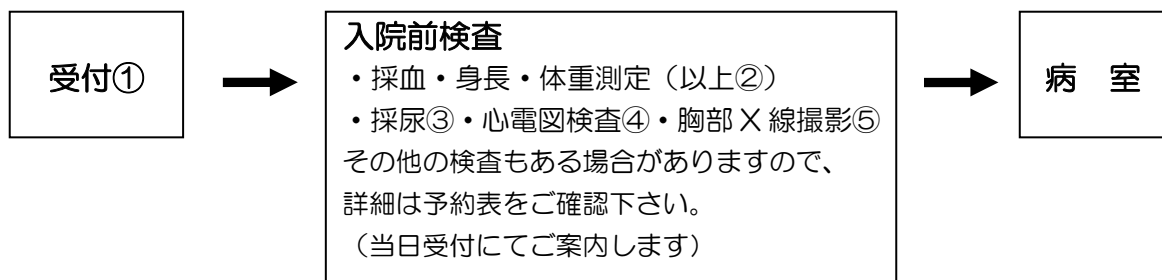 受付①
入院前検査
・採血・身長・体重測定（以上②）
・採尿③・心電図検査④・胸部X線撮影⑤
その他の検査もある場合がありますので、
詳細は予約表をご確認下さい。
（当日受付にてご案内します）
病　室